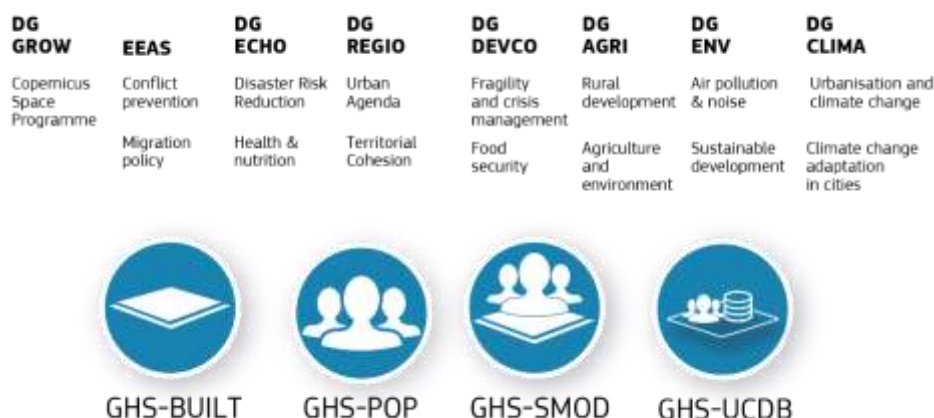 DG
GROW
Copernicus
Space
Programme
EEAS
Conflict
prevention
Migration
policy
DG
ECHO
Disaster Risk
Reduction
Health &
nutrition
DG
REGIO
Urban
Agenda
Territorial
Cohesion
DG
DEVCO
Fragility
and crisis
management
Food
security
DG
AGRI
Rural
development
Agriculture
and
environment
DG
ENV
Air pollution
& noise
Sustainable
development
DG
CLIMA
Urbanisation and
climate change
Climate change
adaptation
in cities
GHS-BUILT
GHS-POP
GHS-SMOD
GHS-UCDB